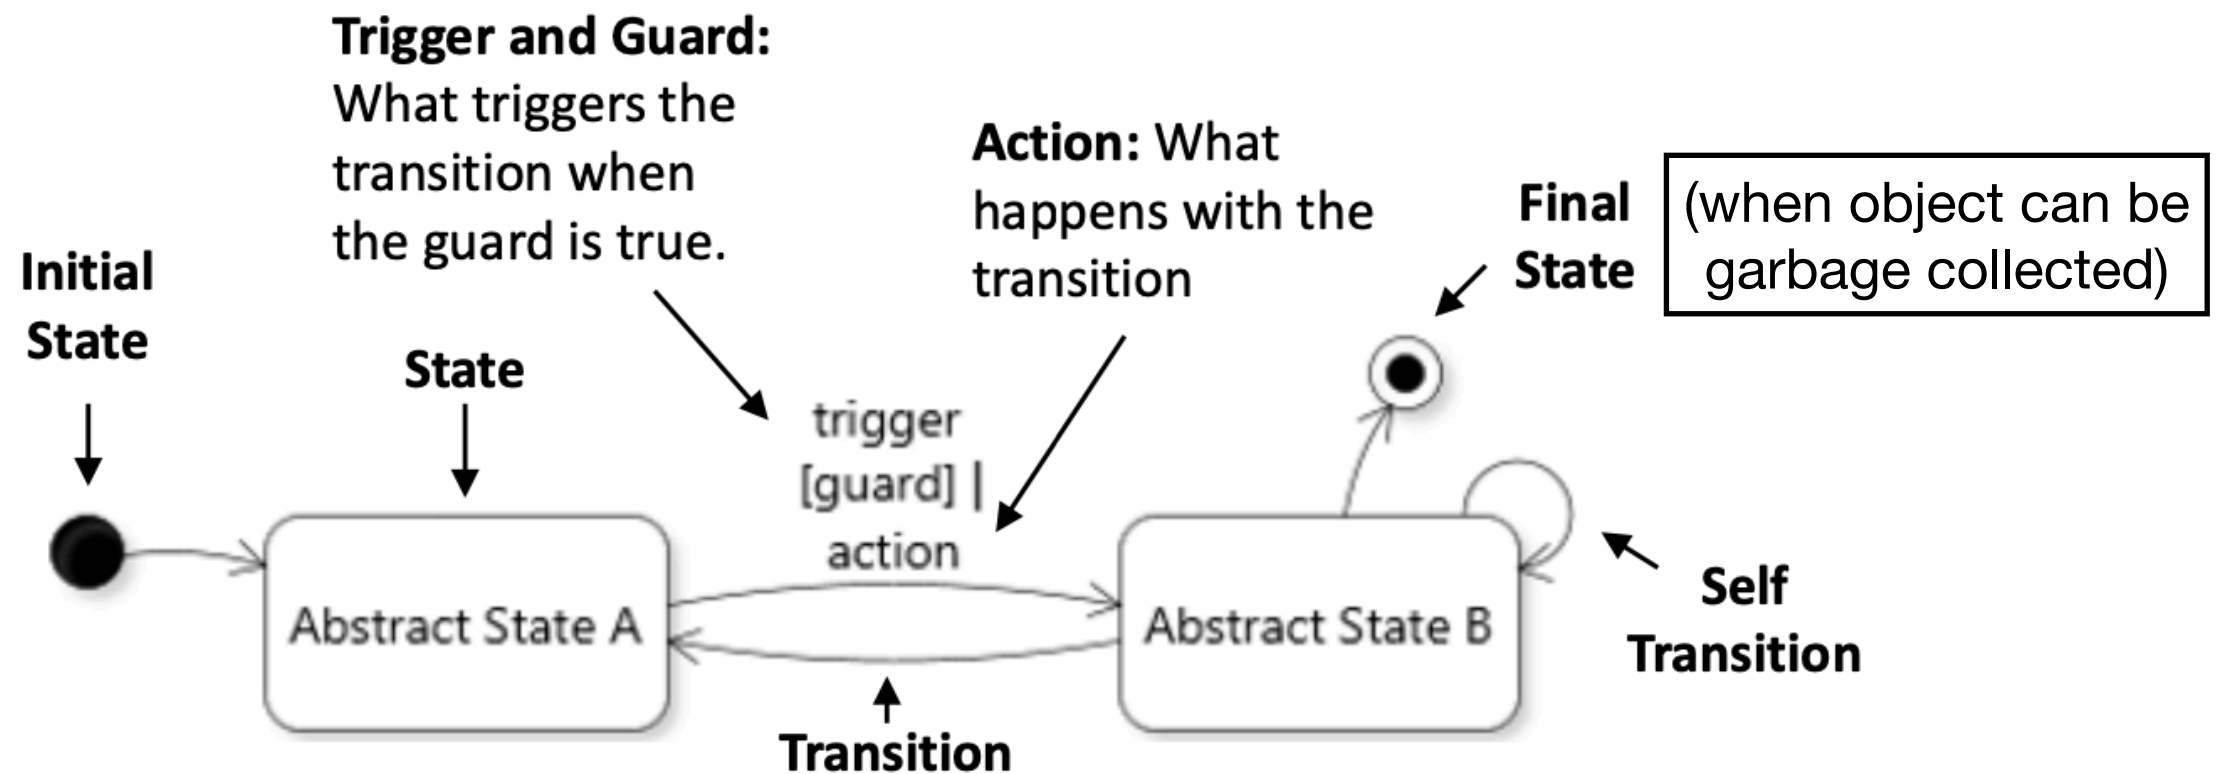 Trigger and Guard:
What triggers the
transition when
the guard is true.
Action: What
happens with the
transition
Final
State
(when object can be
garbage collected)
Initial
State
State
trigger
[guard] |
action
Abstract State A
Abstract State B
Self
Transition
Transition